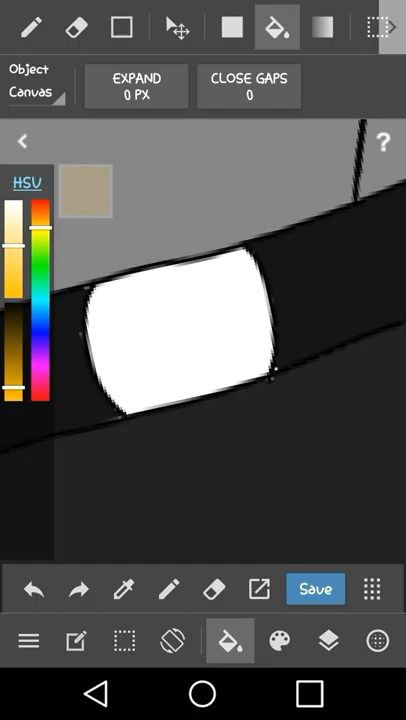 Object
Canvas
EXPAND
0 PX
CLOSE GAPS
0
?
HSV
Save